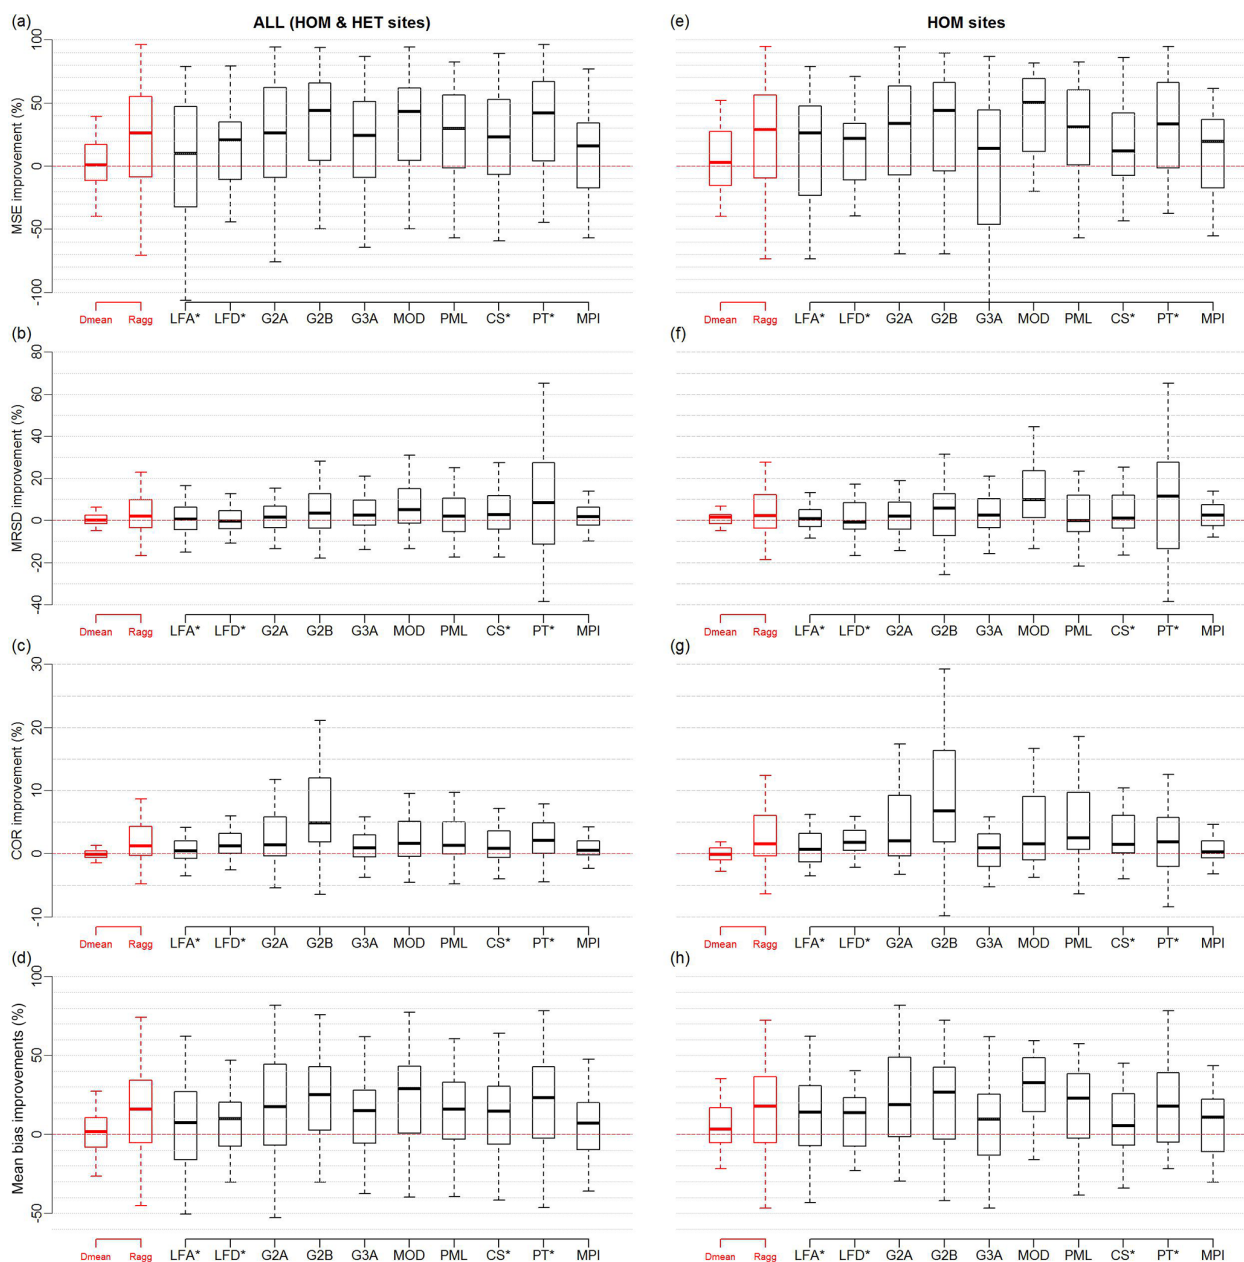 (a) ALL (HOM & HET sites)
MSE improvement (%)
100
50
0
-50
-100
Dmean Ragg LFA* LFD* G2A G2B G3A MOD PML CS* PT* MPI
(e) HOM sites
Dmean Ragg LFA* LFD* G2A G2B G3A MOD PML CS* PT* MPI
(b)
MRSD improvement (%)
80
60
40
20
0
-20
-40
Dmean Ragg LFA* LFD* G2A G2B G3A MOD PML CS* PT* MPI
(f)
Dmean Ragg LFA* LFD* G2A G2B G3A MOD PML CS* PT* MPI
(c)
COR improvement (%)
30
20
10
0
-10
Dmean Ragg LFA* LFD* G2A G2B G3A MOD PML CS* PT* MPI
(g)
Dmean Ragg LFA* LFD* G2A G2B G3A MOD PML CS* PT* MPI
(d)
Mean bias improvements (%)
100
50
0
-50
Dmean Ragg LFA* LFD* G2A G2B G3A MOD PML CS* PT* MPI
(h)
Dmean Ragg LFA* LFD* G2A G2B G3A MOD PML CS* PT* MPI